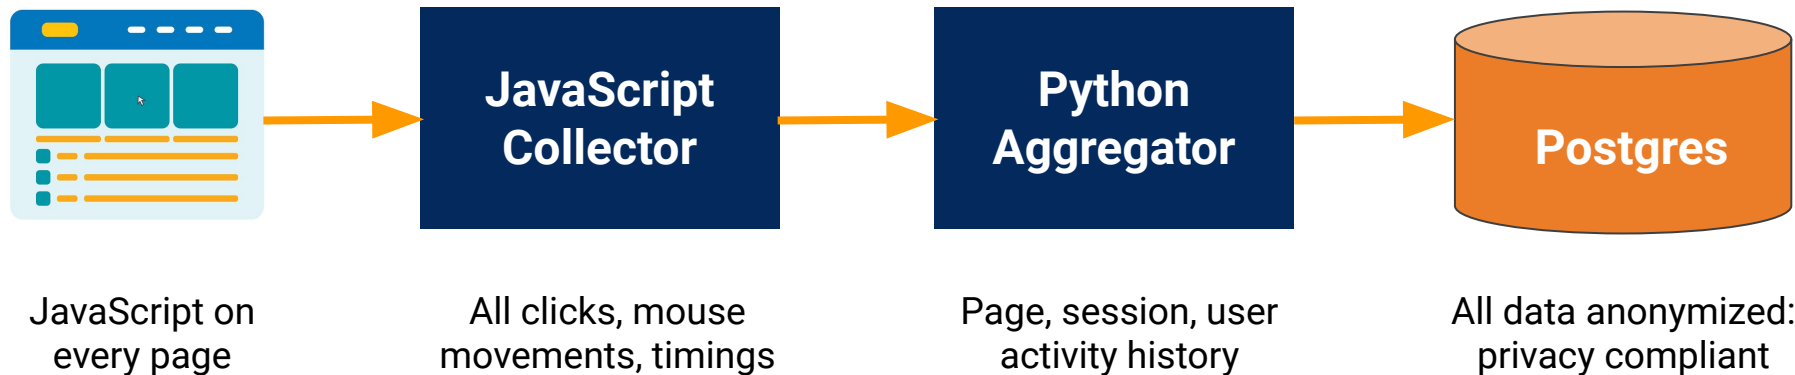 JavaScript
Collector
Python
Aggregator
Postgres
JavaScript on
every page
All clicks, mouse
movements, timings
Page, session, user
activity history
All data anonymized:
privacy compliant